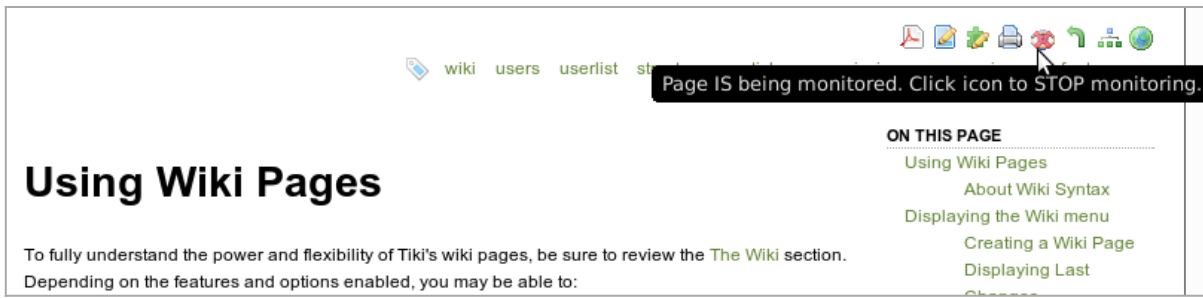 wiki users userlist
Page IS being monitored. Click icon to STOP monitoring.
ON THIS PAGE
Using Wiki Pages
About Wiki Syntax
Displaying the Wiki menu
Creating a Wiki Page
Displaying Last
Changes
Using Wiki Pages
To fully understand the power and flexibility of Tiki's wiki pages, be sure to review the The Wiki section.
Depending on the features and options enabled, you may be able to: